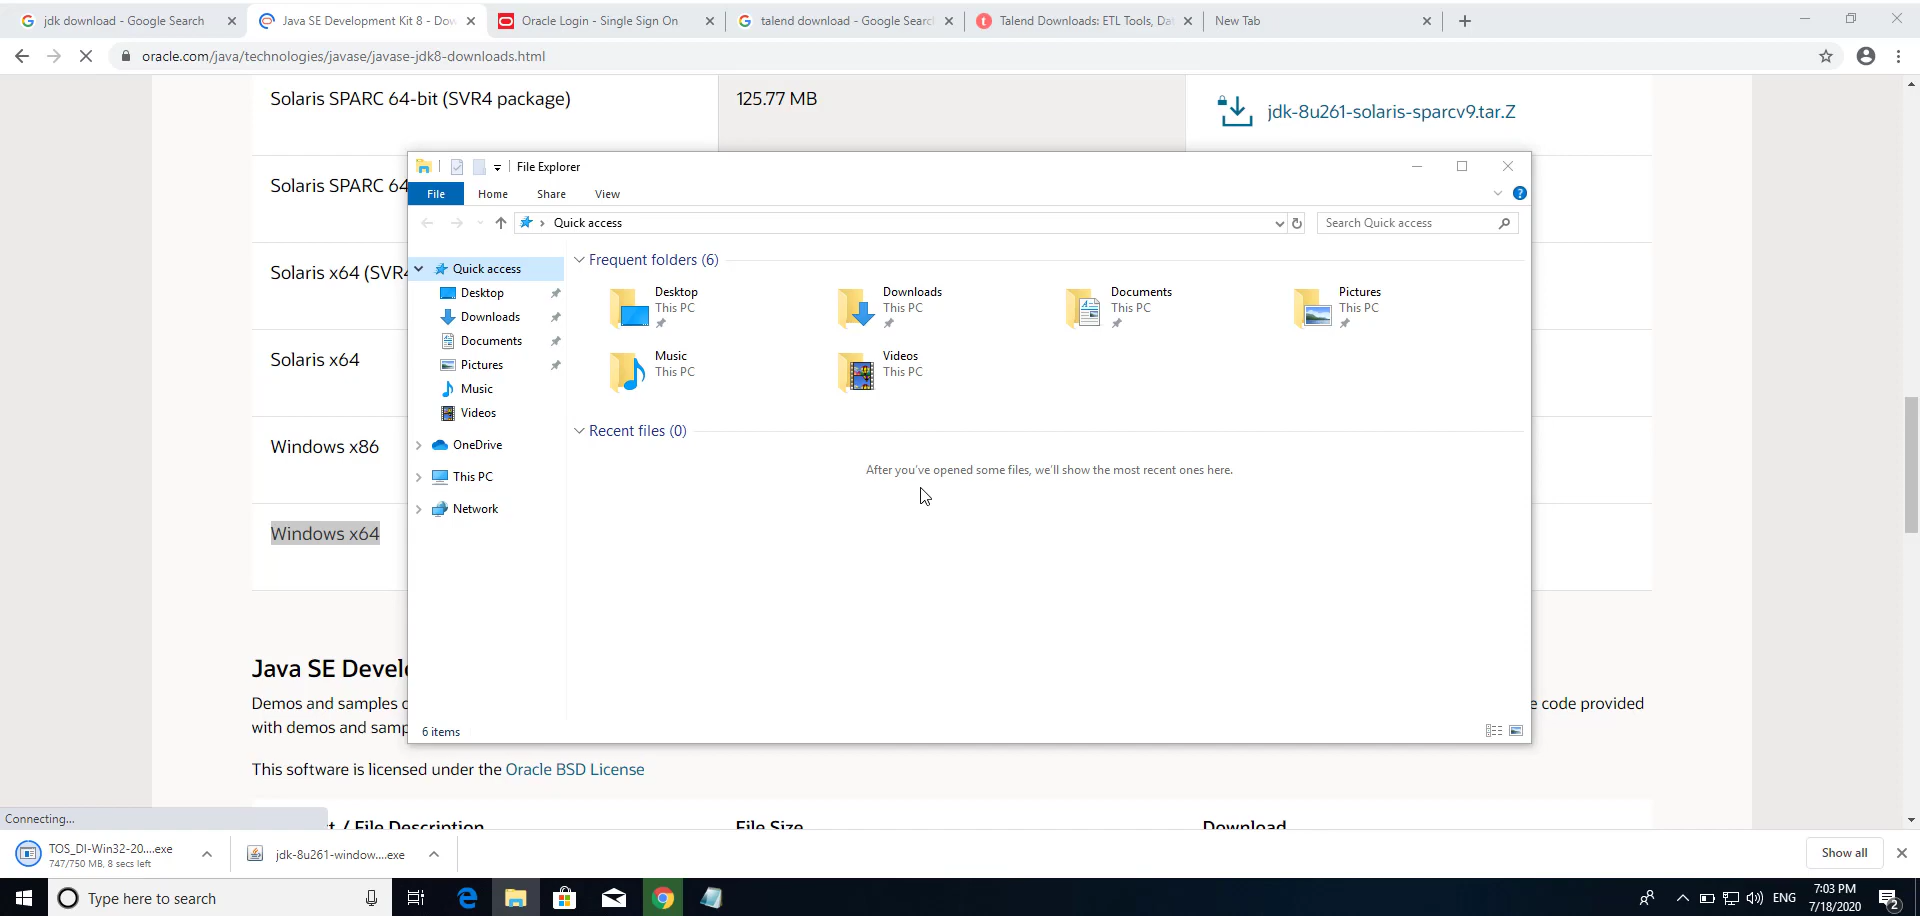 jdk download - Google Search
Java SE Development Kit 8 - Dow
Oracle Login - Single Sign On
talend download - Google Searc
Talend Downloads: ETL Tools, Da
New Tab
oracle.com/java/technologies/javase/javase-jdk8-downloads.html
Solaris SPARC 64-bit (SVR4 package)
125.77 MB
jdk-8u261-solaris-sparcv9.tar.Z
Solaris SPARC 64
Solaris x64 (SVR4
Solaris x64
Windows x86
Windows x64
File Explorer
File
Home
Share
View
Quick access
Search Quick access
Quick access
Desktop
Downloads
Documents
Pictures
Music
Videos
OneDrive
This PC
Network
Frequent folders (6)
Desktop
This PC
Downloads
This PC
Documents
This PC
Pictures
This PC
Music
This PC
Videos
This PC
Recent files (0)
After you've opened some files, we'll show the most recent ones here.
6 items
Java SE Devel
Demos and samples
e code provided
with demos and samp
This software is licensed under the Oracle BSD License
t / File Description
File Size
Download
Connecting...
TOS_DI-Win32-20....exe
747/750 MB, 8 secs left
jdk-8u261-window....exe
Show all
Type here to search
ENG
7:03 PM
7/18/2020
2